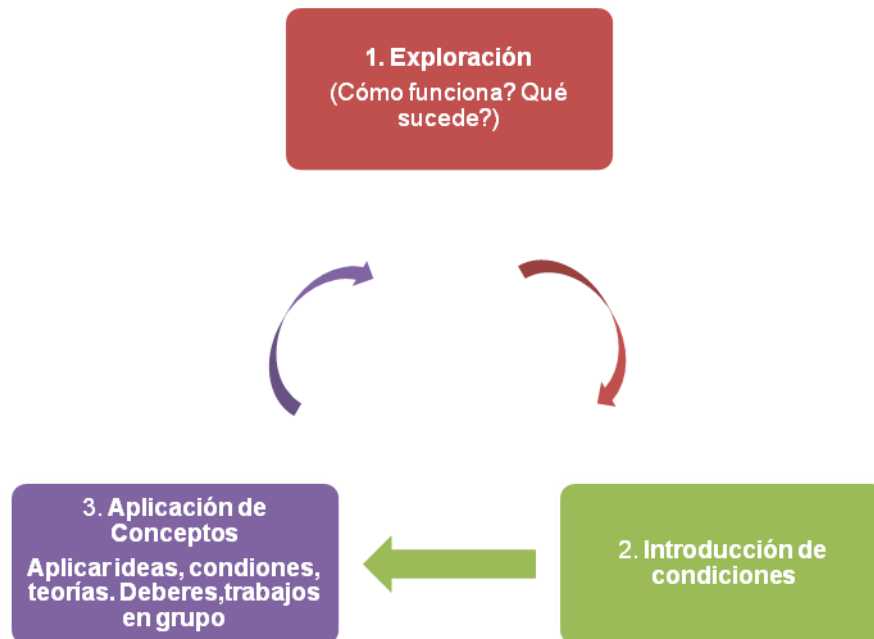 1. Exploración
(Cómo funciona? Qué
sucede?)
2. Introducción de
condiciones
3. Aplicación de
Conceptos
Aplicar ideas, condiones,
teorías. Deberes,trabajos
en grupo